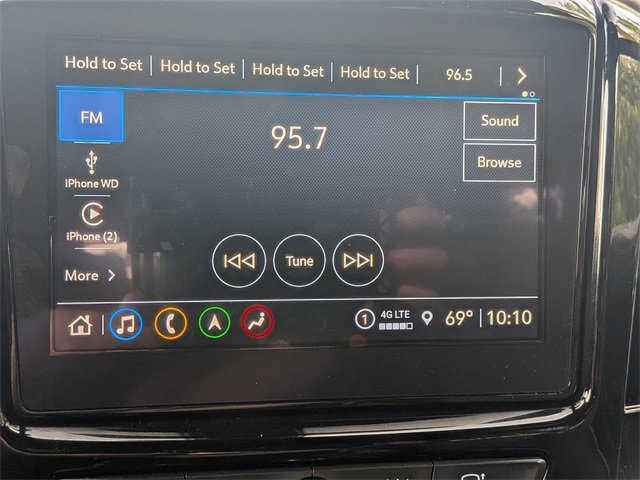 Hold to Set Hold to Set Hold to Set Hold to Set 96.5
FM
95.7
Sound
Browse
iPhone WD
iPhone (2)
More
Tune
1 4G LTE 69° 10:10